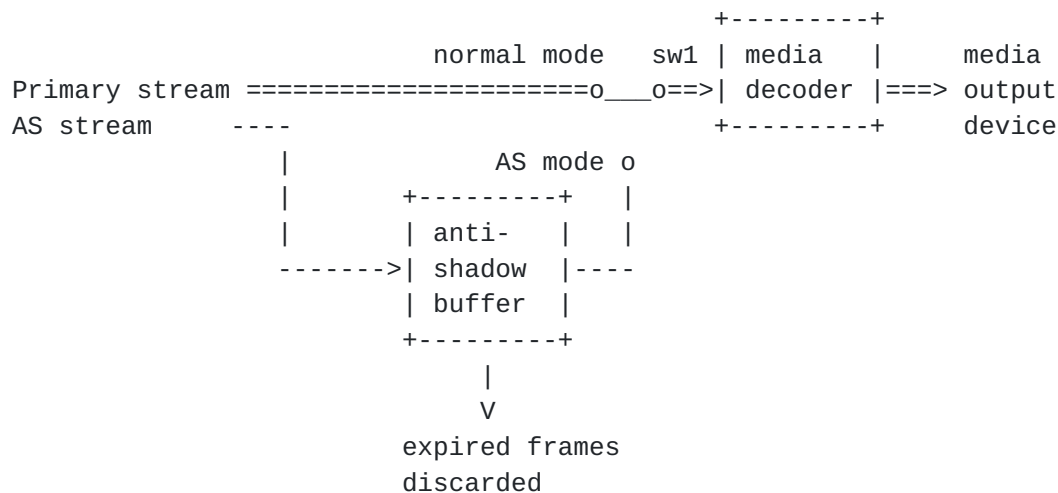 normal mode sw1 media media
Primary stream decoder output
AS stream device
AS mode
anti-
shadow
buffer
V
expired frames
discarded